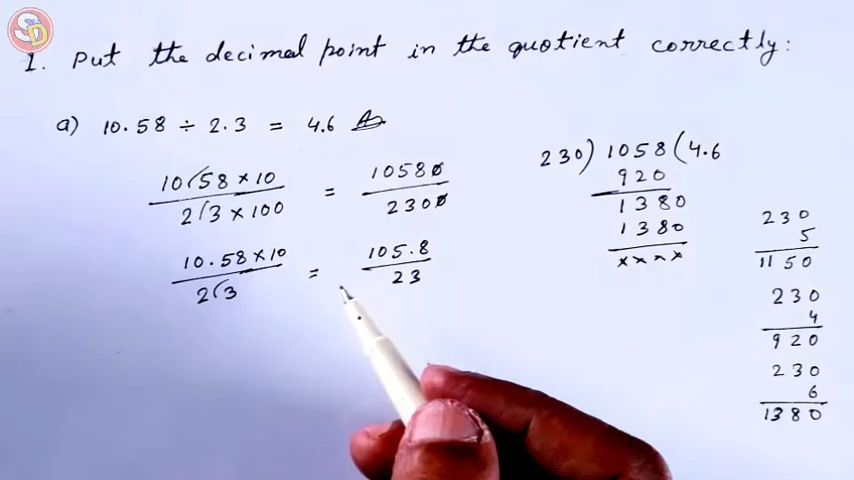 SD
1. Put the decimal point in the quotient correctly:
a) 10.58 ÷ 2.3 = 4.6
10/58 × 10 / 2/3 × 100 = 10580 / 2300
10.58 × 10 / 2/3 = 105.8 / 23
230) 1058 (4.6
920
1380
1380
××××
230
5
1150
230
4
920
230
6
1380